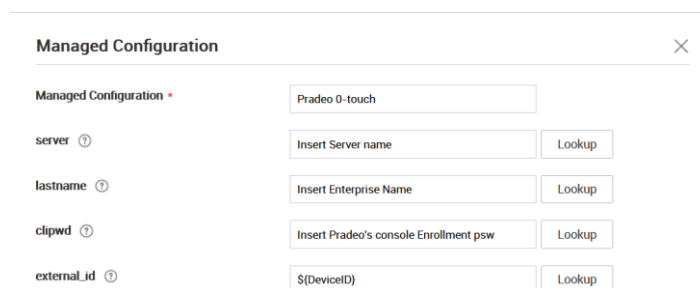 Managed Configuration
Managed Configuration * Pradeo 0-touch
server ? Insert Server name Lookup
lastname ? Insert Enterprise Name Lookup
clipwd ? Insert Pradeo's console Enrollment psw Lookup
external_id ? ${DeviceID} Lookup